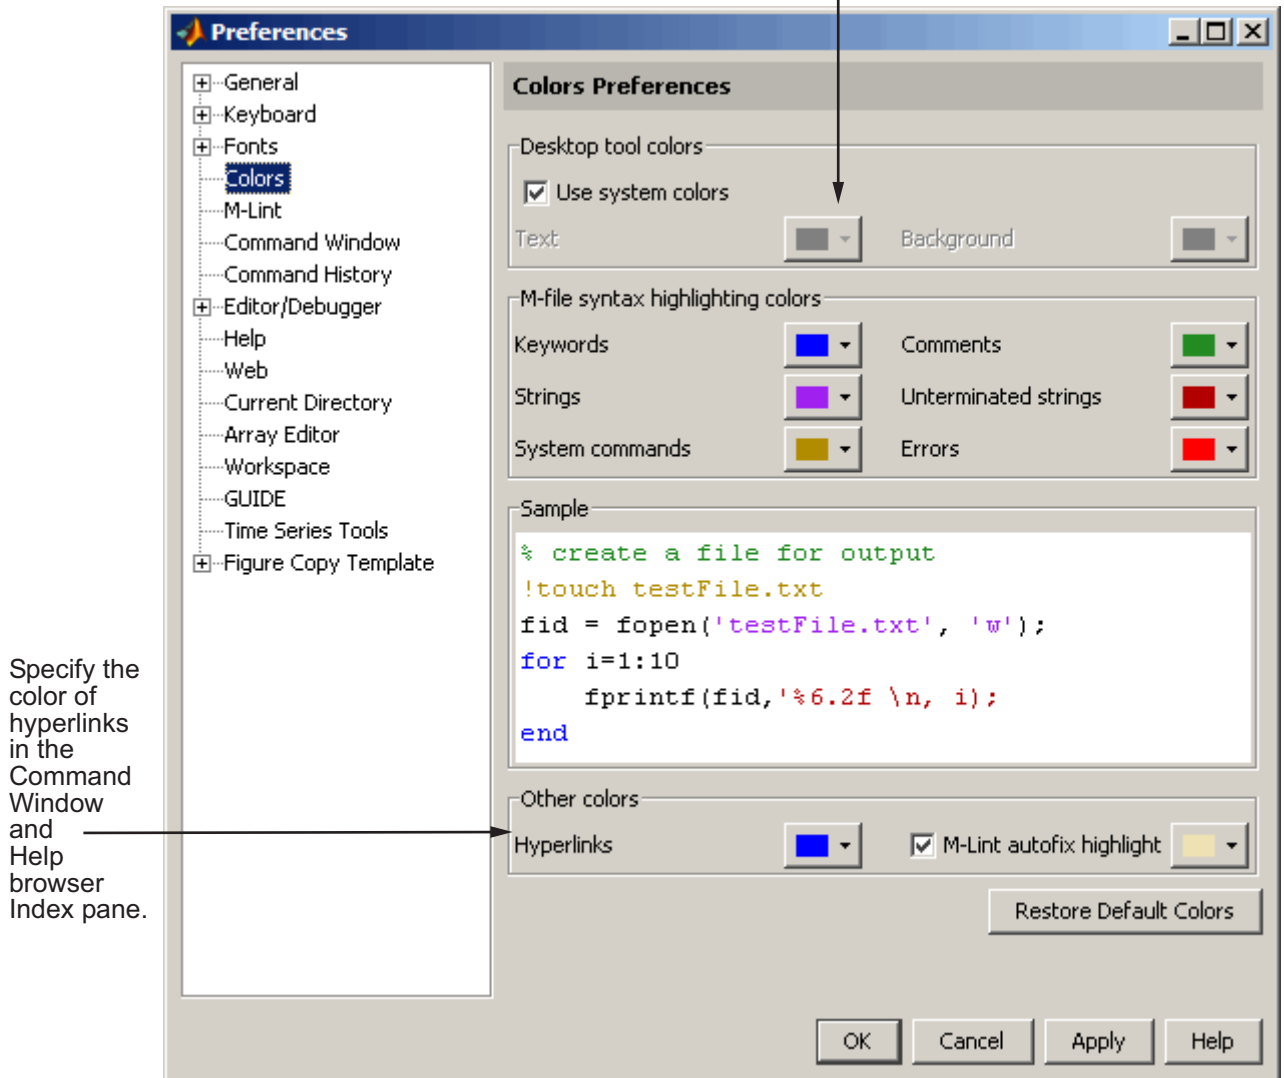 Preferences
General
Keyboard
Fonts
Colors
M-Lint
Command Window
Command History
Editor/Debugger
Help
Web
Current Directory
Array Editor
Workspace
GUIDE
Time Series Tools
Figure Copy Template
Colors Preferences
Desktop tool colors
Use system colors
Text Background
M-file syntax highlighting colors
Keywords Comments
Strings Unterminated strings
System commands Errors
Sample
% create a file for output
!touch testFile.txt
fid = fopen('testFile.txt', 'w');
for i=1:10
    fprintf(fid,'%6.2f \n, i);
end
Other colors
Hyperlinks M-Lint autofix highlight
Restore Default Colors
OK Cancel Apply Help
Specify the
color of
hyperlinks
in the
Command
Window
and
Help
browser
Index pane.